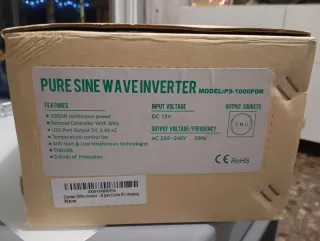 PURE SINE WAVE INVERTER MODEL:PS-1000PDR
FEATURES
1000W continuous power
Remote Controller With Wire
USB Port Output 5V, 2.4A x2
Temperature control fan
Soft Start & Low Interference technologies
THD<3%
5 Kinds of Protection
INPUT VOLTAGE
DC 12V
OUTPUT VOLTAGE/FREQUENCY
AC 220~240V 50Hz
OUTPUT SOCKETS
CE RoHS
New